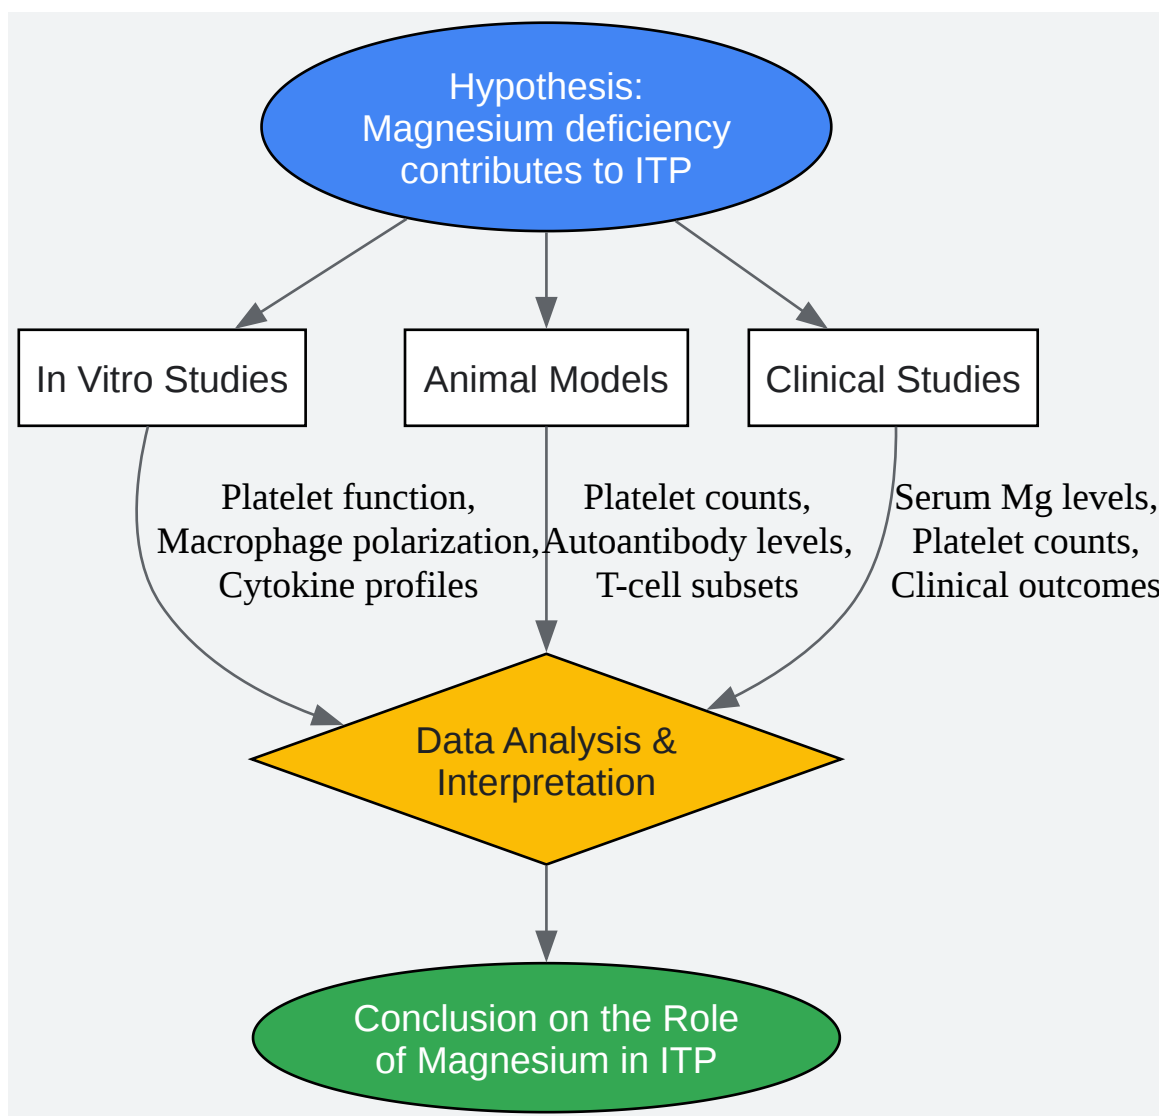 Hypothesis:
Magnesium deficiency
contributes to ITP
In Vitro Studies
Animal Models
Clinical Studies
Platelet function,
Macrophage polarization,
Cytokine profiles
Platelet counts,
Autoantibody levels,
T-cell subsets
Serum Mg levels,
Platelet counts,
Clinical outcomes
Data Analysis &
Interpretation
Conclusion on the Role
of Magnesium in ITP